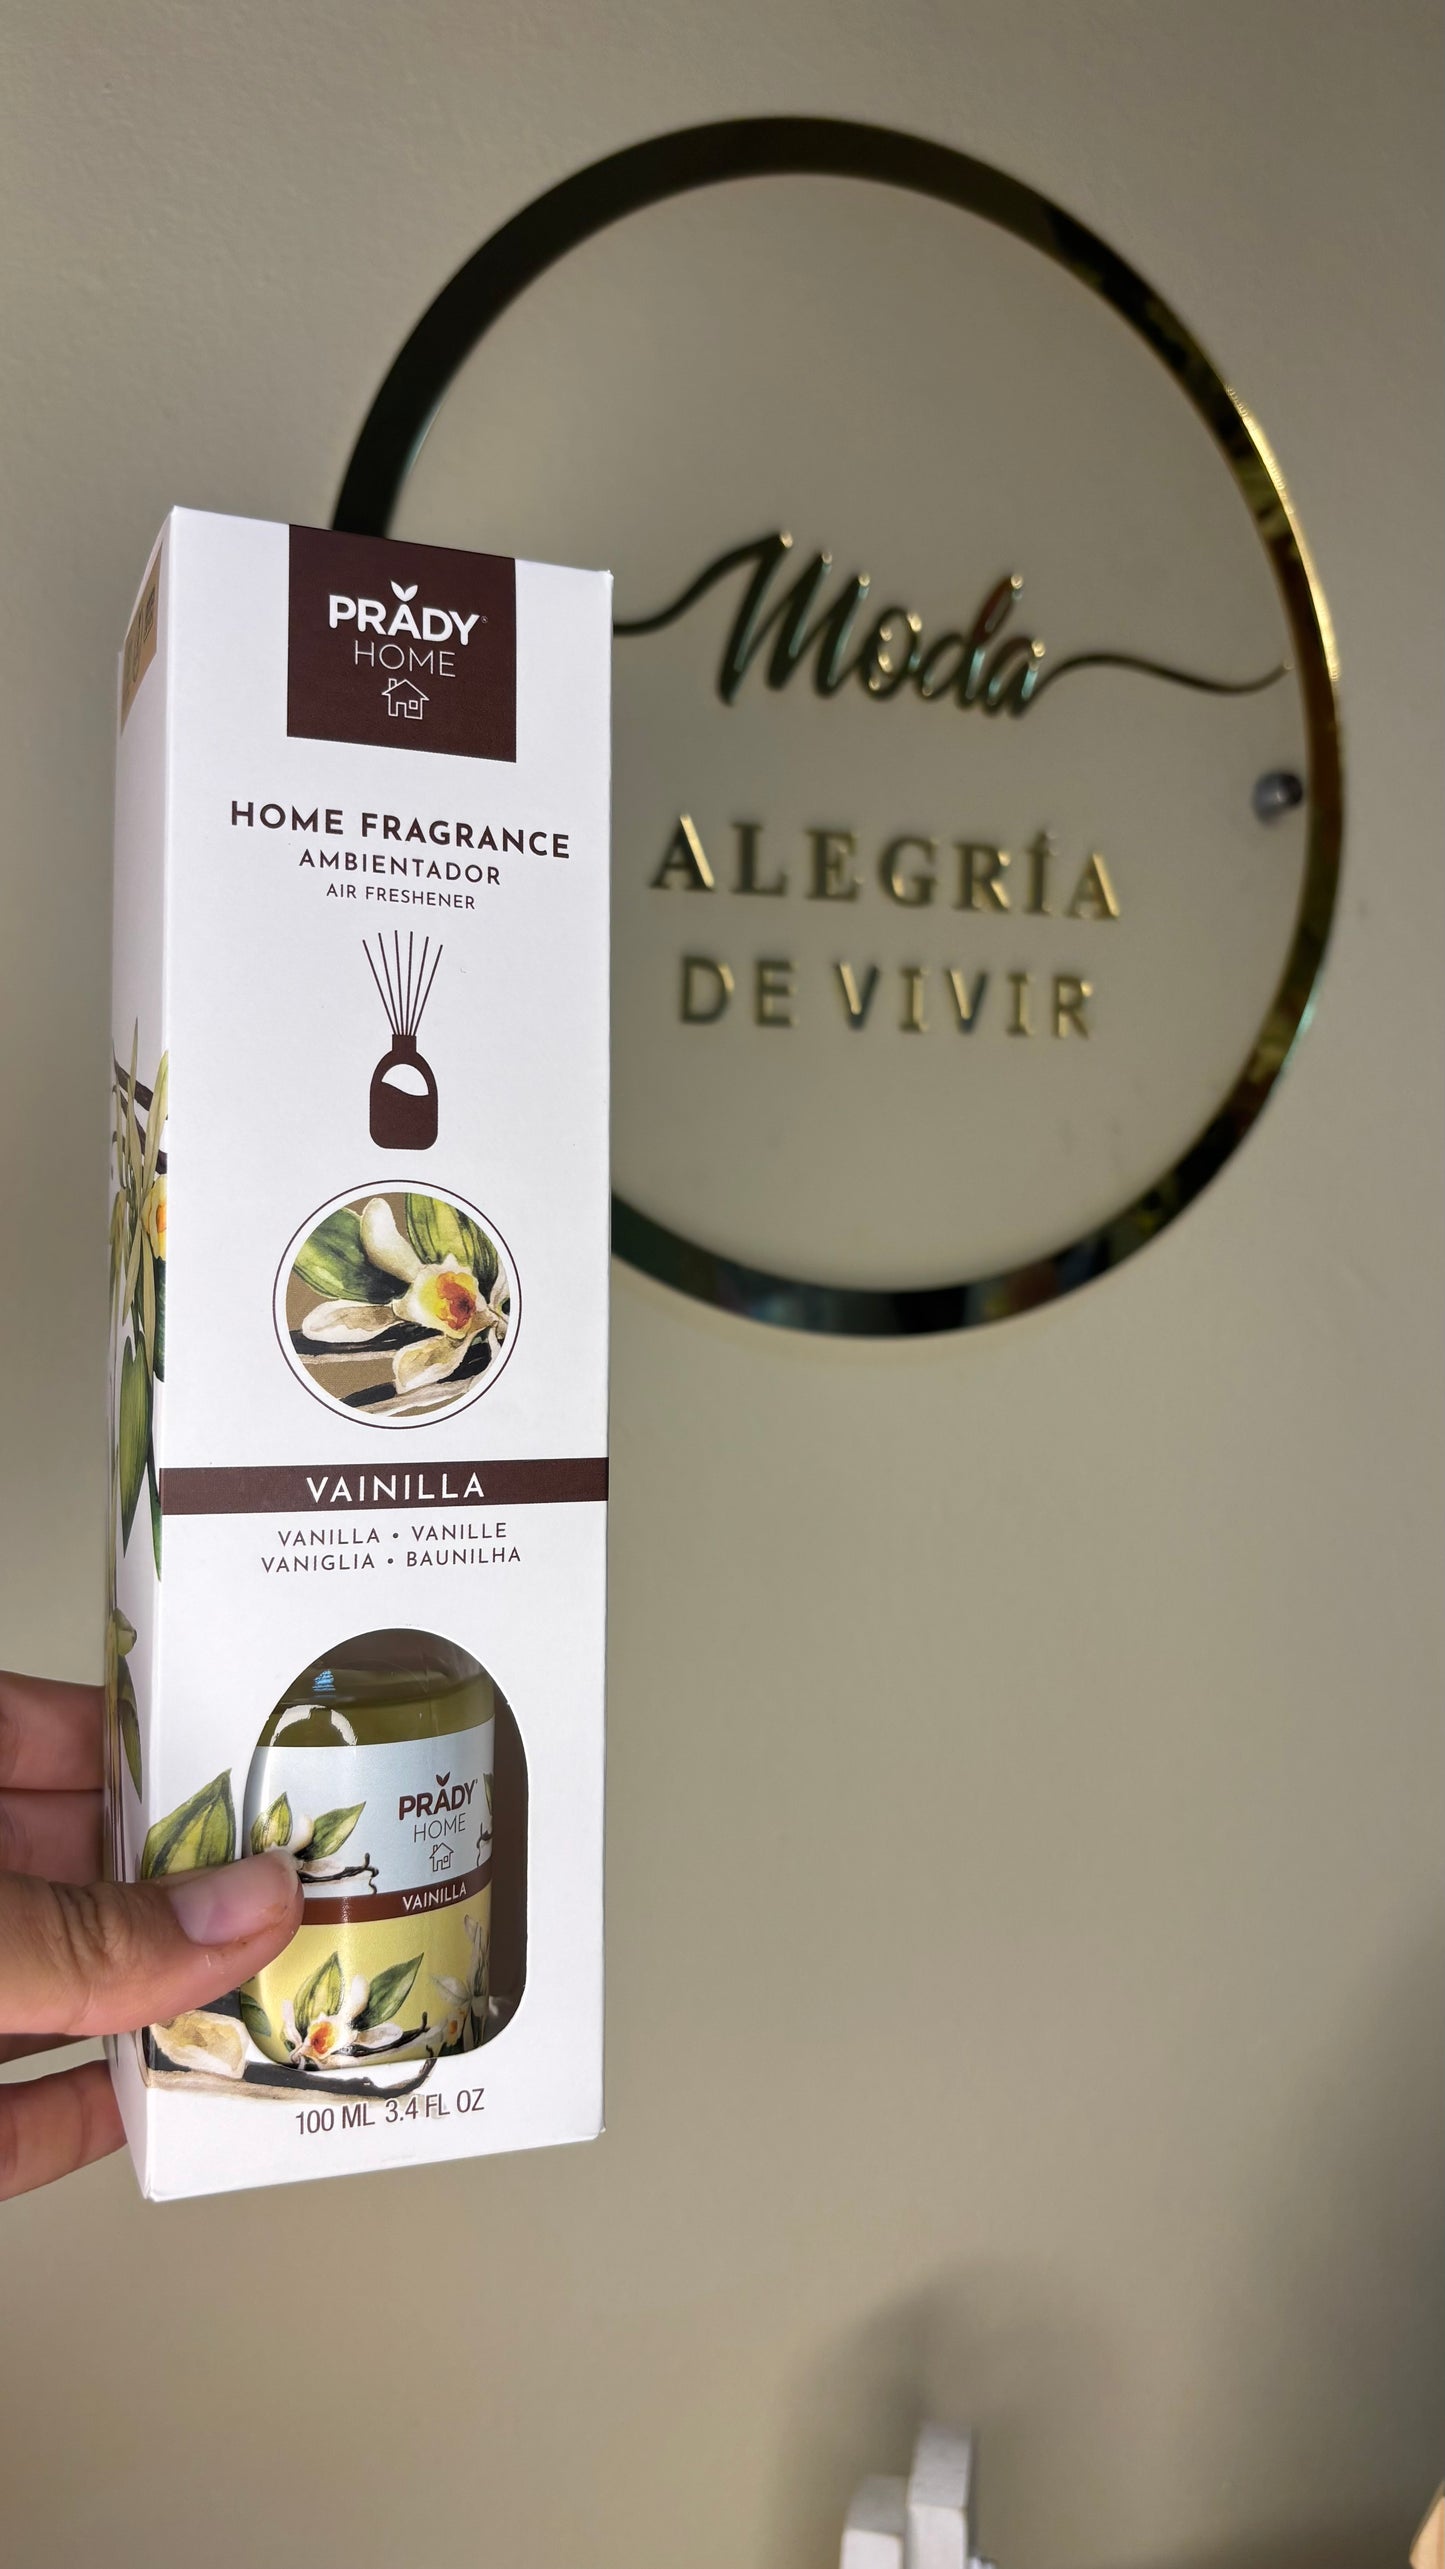 PRADY®
HOME
HOME FRAGRANCE
AMBIENTADOR
AIR FRESHENER
VAINILLA
VANILLA • VANILLE
VANIGLIA • BAUNILHA
PRADY®
HOME
VAINILLA
100 ML 3.4 FL OZ
Moda
ALEGRÍA
DE VIVIR